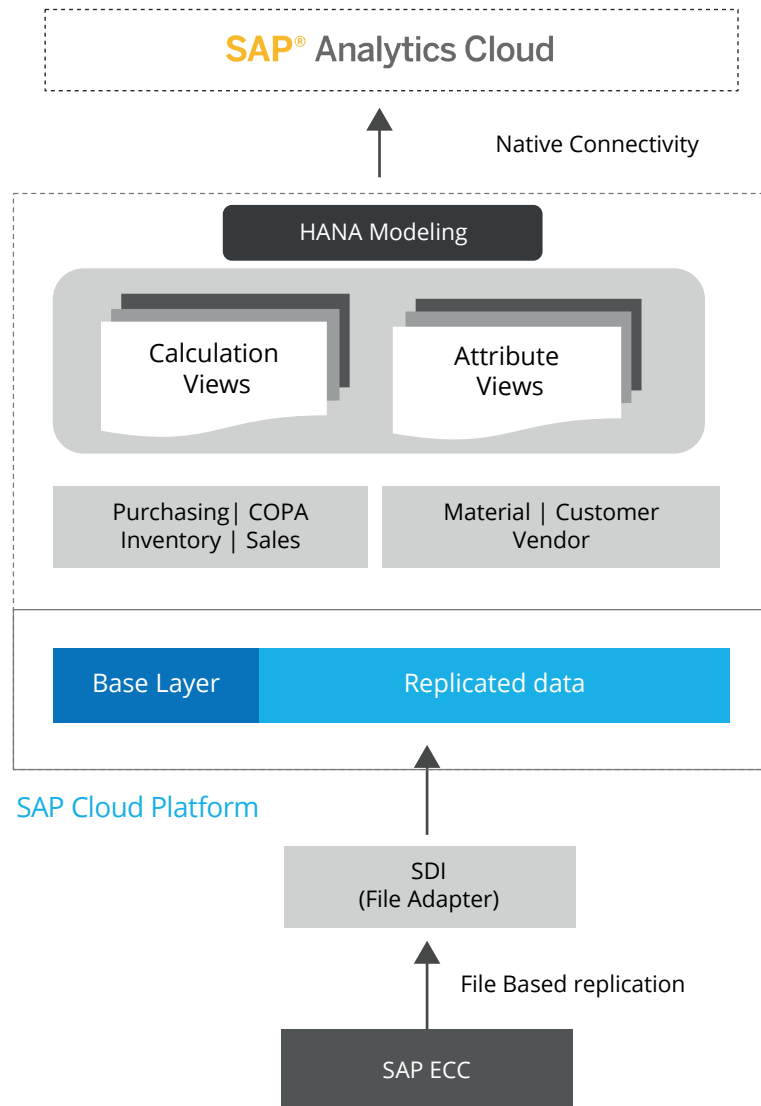 SAP® Analytics Cloud
Native Connectivity
HANA Modeling
Calculation
Views
Attribute
Views
Purchasing| COPA
Inventory | Sales
Material | Customer
Vendor
Base Layer
Replicated data
SAP Cloud Platform
SDI
(File Adapter)
File Based replication
SAP ECC